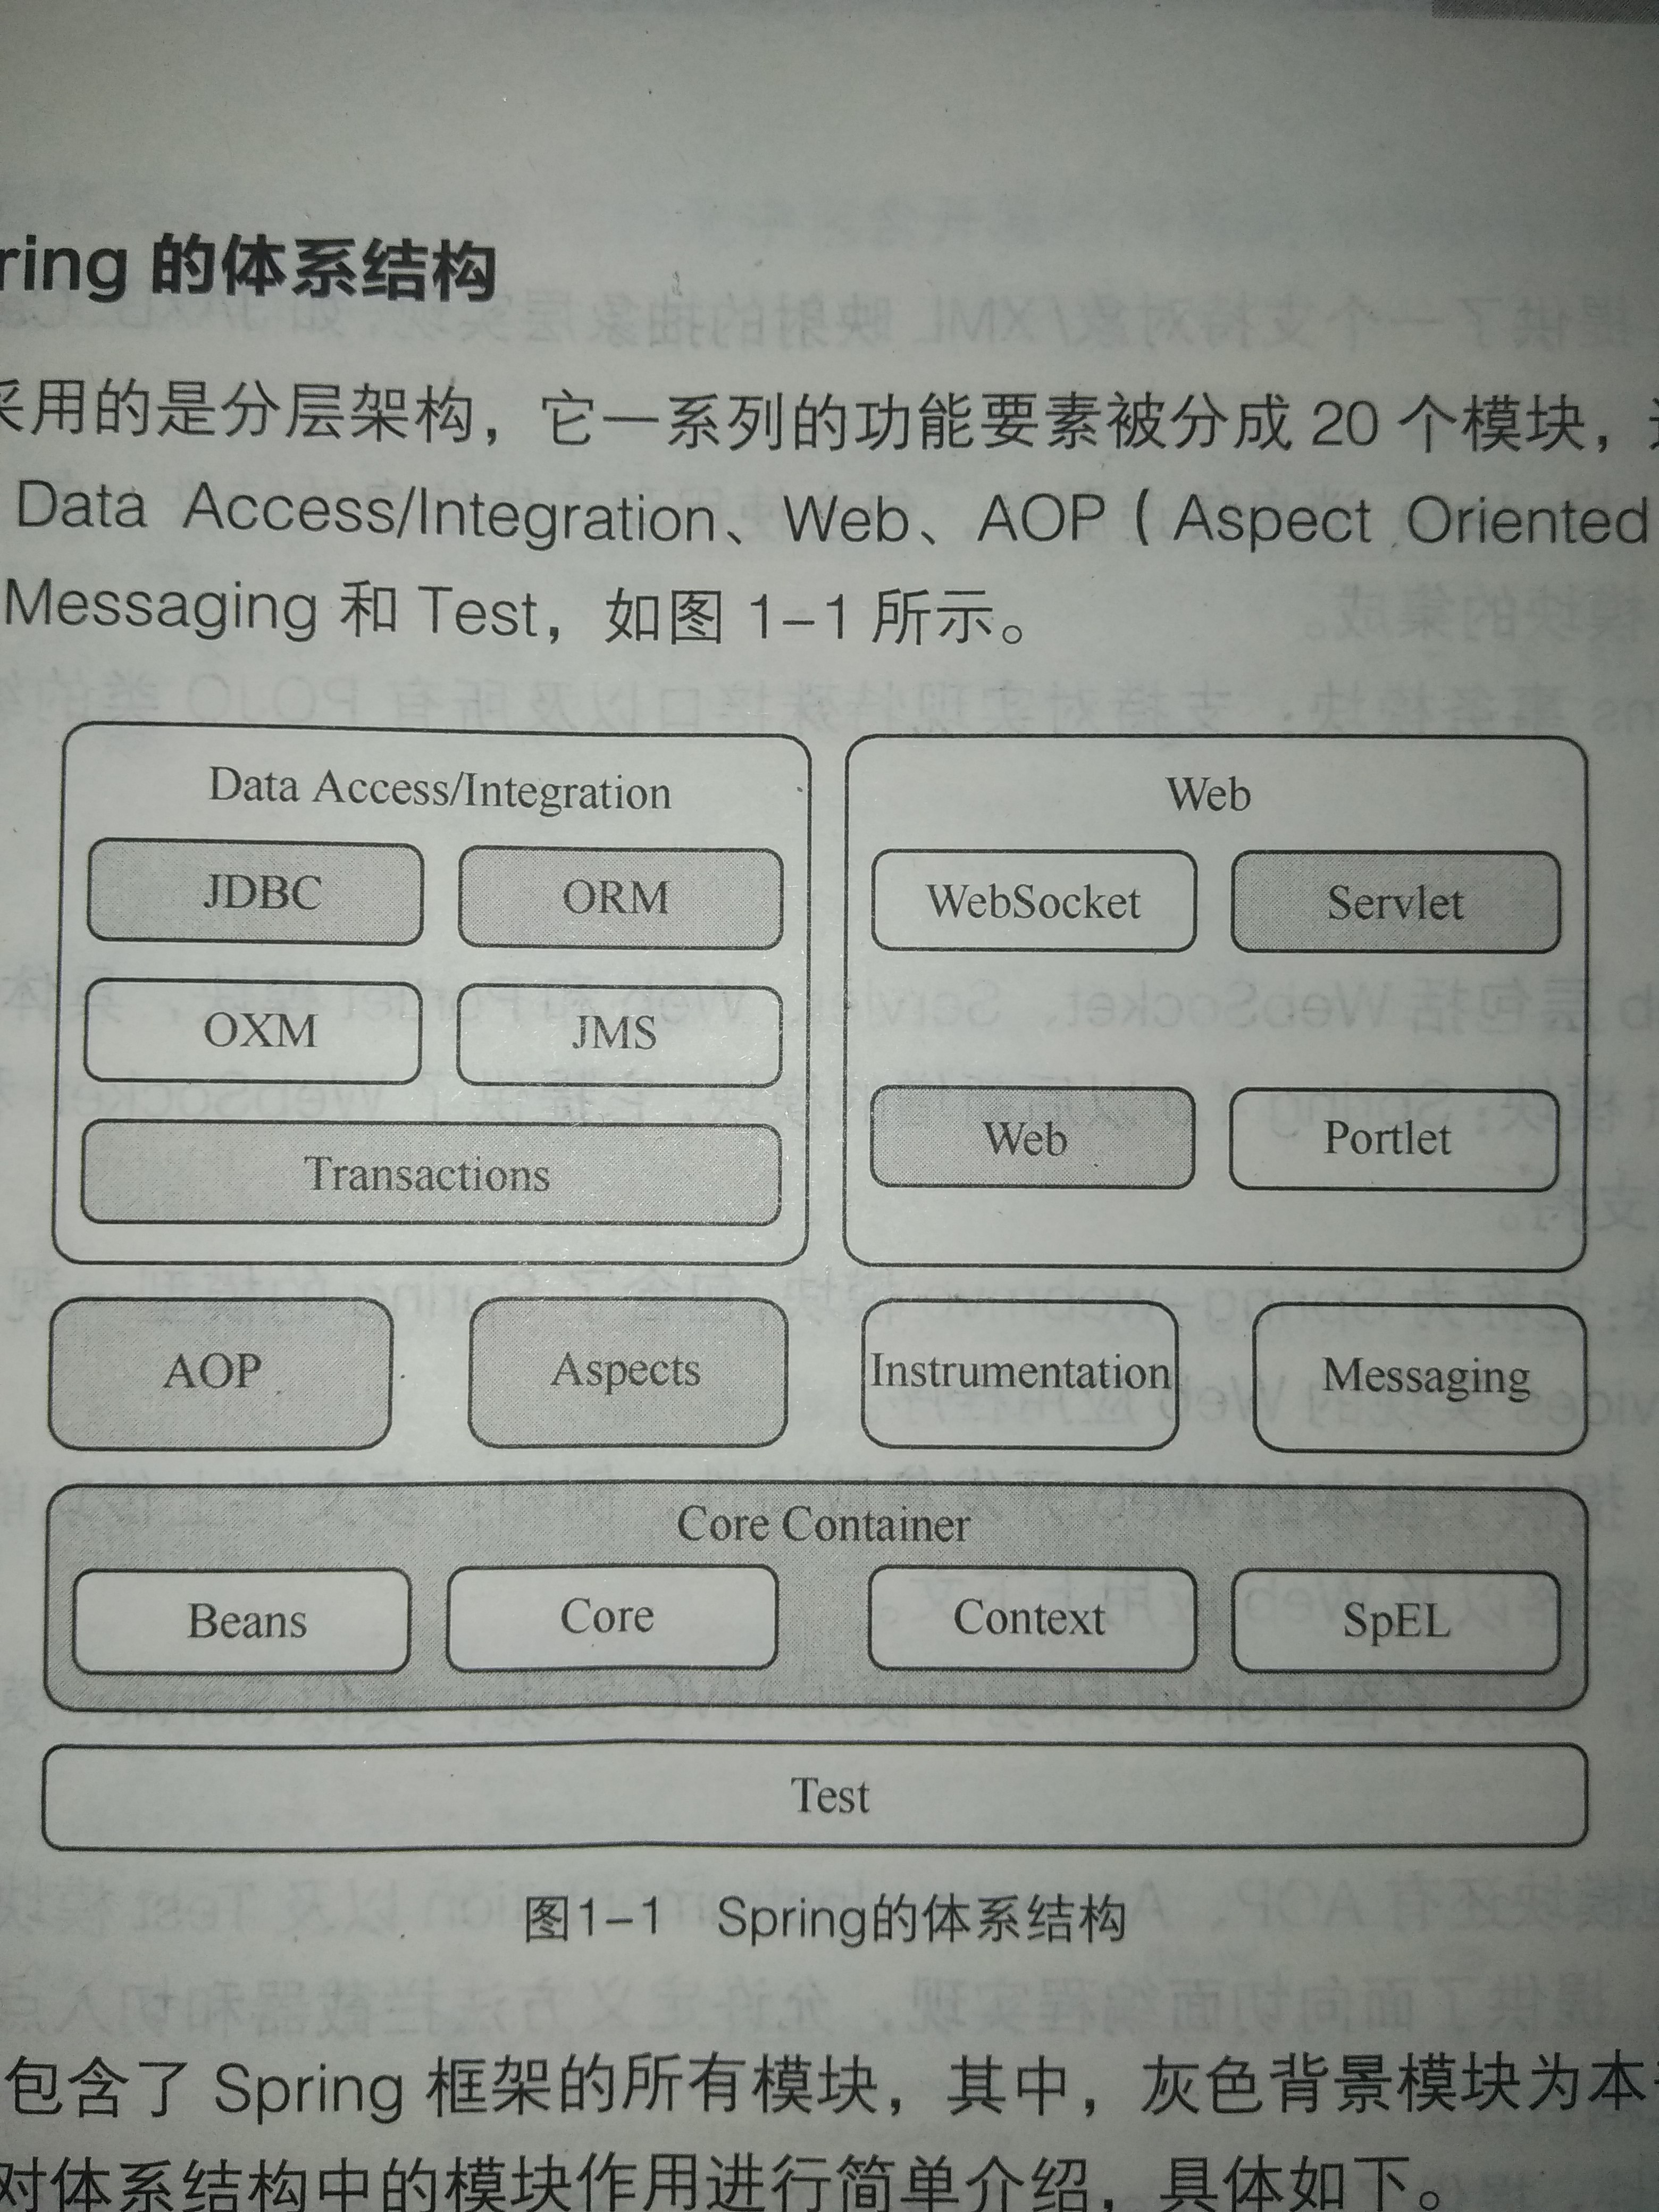 ring 的体系结构
采用的是分层架构，它一系列的功能要素被分成 20 个模块，
Data Access/Integration、Web、AOP（Aspect Oriented
Messaging 和 Test，如图 1-1 所示。
Data Access/Integration
Web
JDBC
ORM
WebSocket
Servlet
OXM
JMS
Transactions
Web
Portlet
AOP
Aspects
Instrumentation
Messaging
Core Container
Beans
Core
Context
SpEL
Test
图1-1 Spring的体系结构
包含了 Spring 框架的所有模块，其中，灰色背景模块为本
对体系结构中的模块作用进行简单介绍，具体如下。